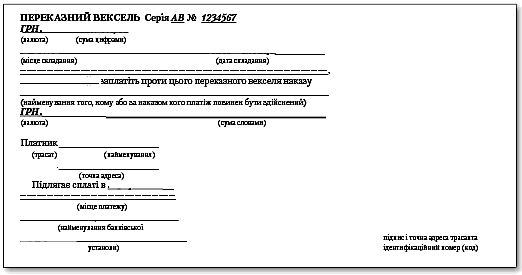 ПЕРЕКАЗНИЙ ВЕКСЕЛЬ Серія АВ № 1234567
ГРН.
(валюта) (сума цифрами)
(місце складання) (дата складання)
заплатіть проти цього переказного векселя наказу
(найменування того, кому або за наказом кого платіж повинен бути здійснений)
ГРН.
(валюта) (сума словами)
Платник
(трасат) (найменування)
(точна адреса)
Підлягає сплаті в
(місце платежу)
(найменування банківської
установи)
підпис і точна адреса трасанта
ідентифікаційний номер (код)